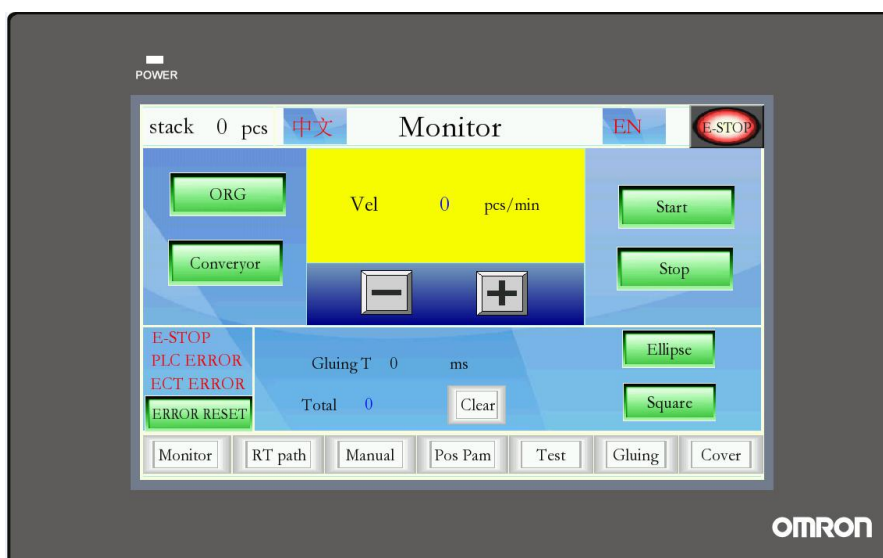 POWER
stack 0 pcs 中文 Monitor EN E-STOP
ORG
Vel 0 pcs/min
Start
Converyor
Stop
E-STOP
PLC ERROR
ECT ERROR
ERROR RESET
Gluing T 0 ms
Total 0 Clear
Ellipse
Square
Monitor RT path Manual Pos Pam Test Gluing Cover
OMRON